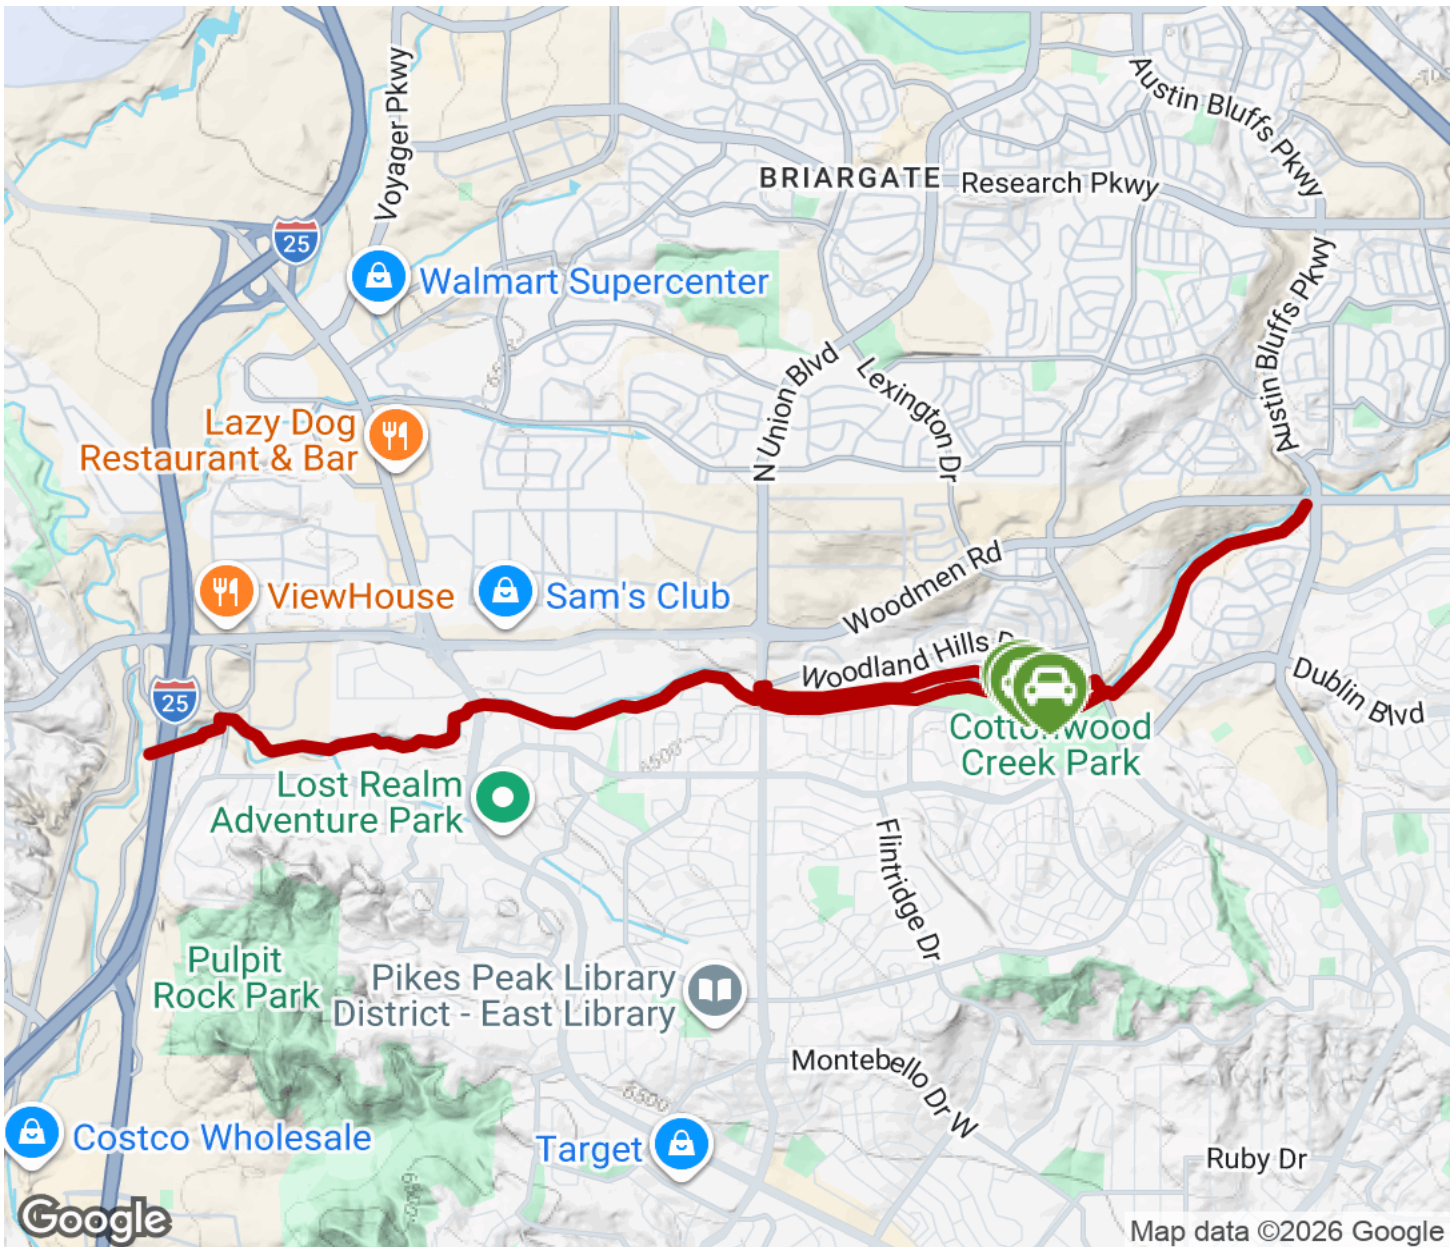 Voyager Pkwy
Austin Bluffs Pkwy
BRIARGATE
Research Pkwy
25
Walmart Supercenter
Austin Bluffs Pkwy
N Union Blvd
Lexington Dr
Lazy Dog
Restaurant & Bar
Woodmen Rd
ViewHouse
Sam's Club
Woodland Hills D
Dublin Blvd
25
Cottonwood
Creek Park
6500'
Lost Realm
Adventure Park
Flintridge Dr
Pulpit
Rock Park
Pikes Peak Library
District - East Library
Montebello Dr W
6500
Costco Wholesale
Target
Ruby Dr
Google
Map data ©2026 Google